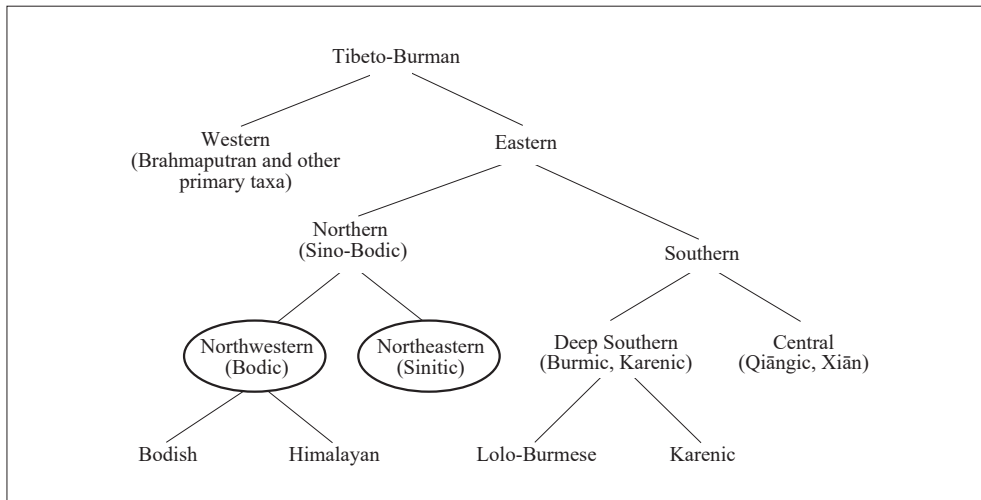 Tibeto-Burman
Western
(Brahmaputran and other
primary taxa)
Eastern
Northern
(Sino-Bodic)
Southern
Northwestern
(Bodic)
Northeastern
(Sinitic)
Deep Southern
(Burmic, Karenic)
Central
(Qiāngic, Xiān)
Bodish
Himalayan
Lolo-Burmese
Karenic